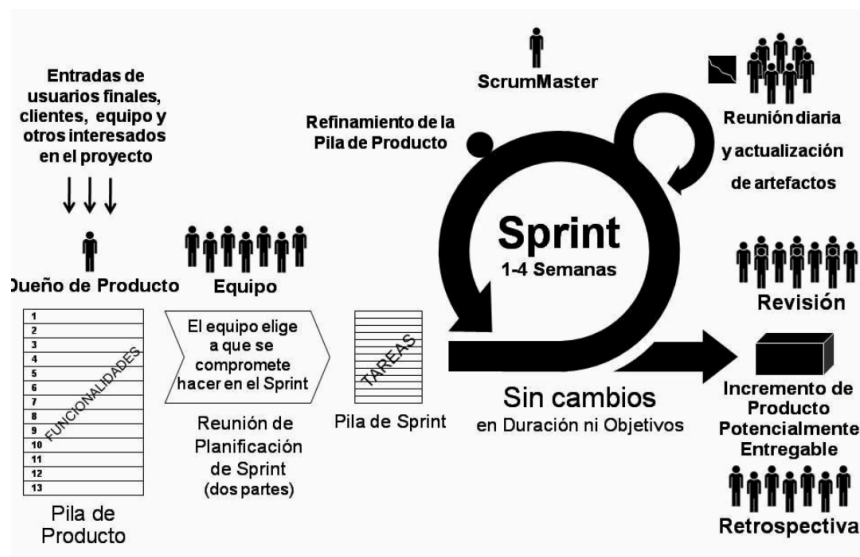 Entradas de
usuarios finales,
clientes, equipo y
otros interesados
en el proyecto
Dueño de Producto
1
2
3
4
5
6
7
8
9
10
11
12
13
FUNCIONALIDADES
Pila de
Producto
Equipo
El equipo elige
a que se
compromete
hacer en el Sprint
Reunión de
Planificación
de Sprint
(dos partes)
TAREAS
Pila de Sprint
Refinamiento de la
Pila de Producto
ScrumMaster
Sprint
1-4 Semanas
Sin cambios
en Duración ni Objetivos
Reunión diaria
y actualización
de artefactos
Revisión
Incremento de
Producto
Potencialmente
Entregable
Retrospectiva